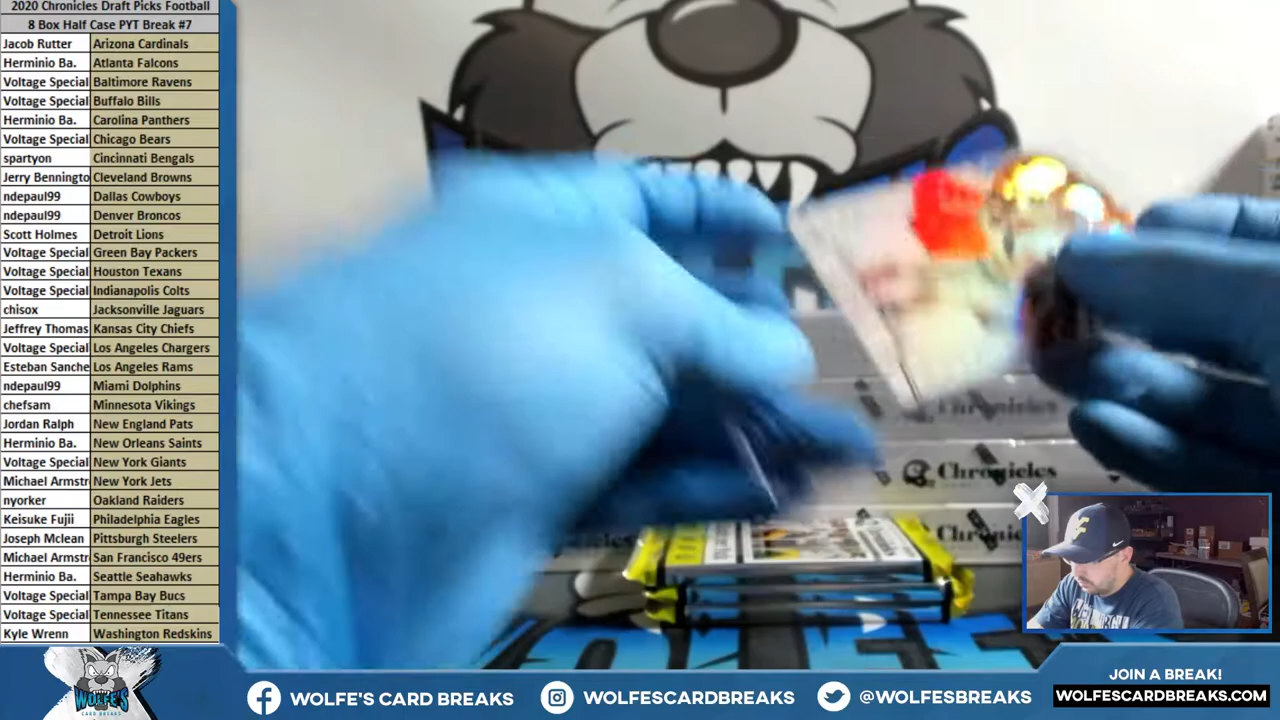 2020 Chronicles Draft Picks Football
8 Box Half Case PYT Break #7
Jacob Rutter Arizona Cardinals
Herminio Ba. Atlanta Falcons
Voltage Special Baltimore Ravens
Voltage Special Buffalo Bills
Herminio Ba. Carolina Panthers
Voltage Special Chicago Bears
spartyon Cincinnati Bengals
Jerry Benningto Cleveland Browns
ndepaul99 Dallas Cowboys
ndepaul99 Denver Broncos
Scott Holmes Detroit Lions
Voltage Special Green Bay Packers
Voltage Special Houston Texans
Voltage Special Indianapolis Colts
chisox Jacksonville Jaguars
Jeffrey Thomas Kansas City Chiefs
Voltage Special Los Angeles Chargers
Esteban Sanche Los Angeles Rams
ndepaul99 Miami Dolphins
chefsam Minnesota Vikings
Jordan Ralph New England Pats
Herminio Ba. New Orleans Saints
Voltage Special New York Giants
Michael Armstr New York Jets
nyorker Oakland Raiders
Keisuke Fujii Philadelphia Eagles
Joseph Mclean Pittsburgh Steelers
Michael Armstr San Francisco 49ers
Herminio Ba. Seattle Seahawks
Voltage Special Tampa Bay Bucs
Voltage Special Tennessee Titans
Kyle Wrenn Washington Redskins
Chronicles
Chronicles
WOLFE'S
CARD BREAKS
WOLFE'S CARD BREAKS
WOLFESCARDBREAKS
@WOLFESBREAKS
JOIN A BREAK!
WOLFESCARDBREAKS.COM